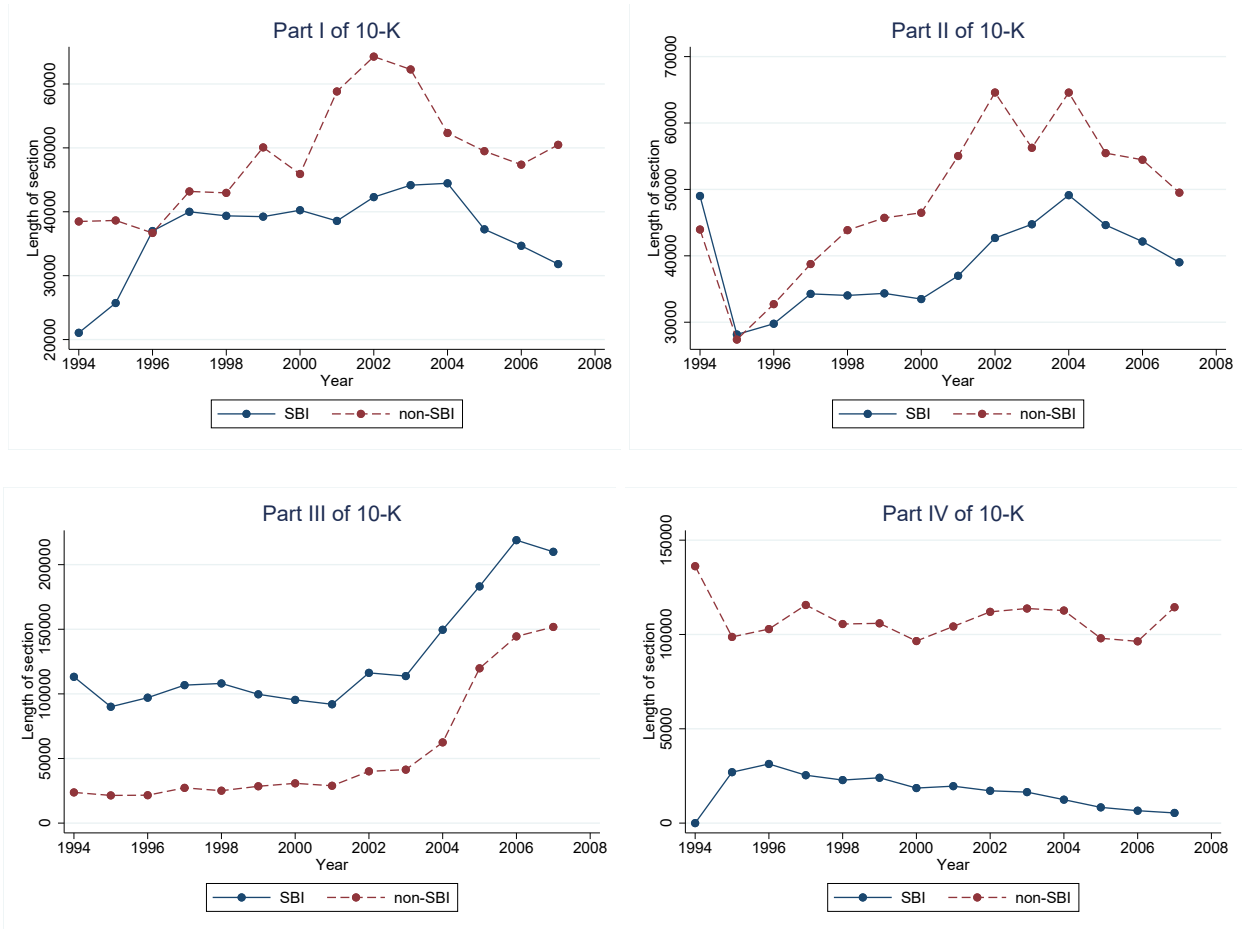 Part I of 10-K
Length of section
60000
50000
40000
30000
20000
1994 1996 1998 2000 2002 2004 2006 2008
Year
SBI non-SBI
Part II of 10-K
Length of section
70000
60000
50000
40000
30000
1994 1996 1998 2000 2002 2004 2006 2008
Year
SBI non-SBI
Part III of 10-K
Length of section
200000
150000
100000
50000
0
1994 1996 1998 2000 2002 2004 2006 2008
Year
SBI non-SBI
Part IV of 10-K
Length of section
150000
100000
50000
0
1994 1996 1998 2000 2002 2004 2006 2008
Year
SBI non-SBI